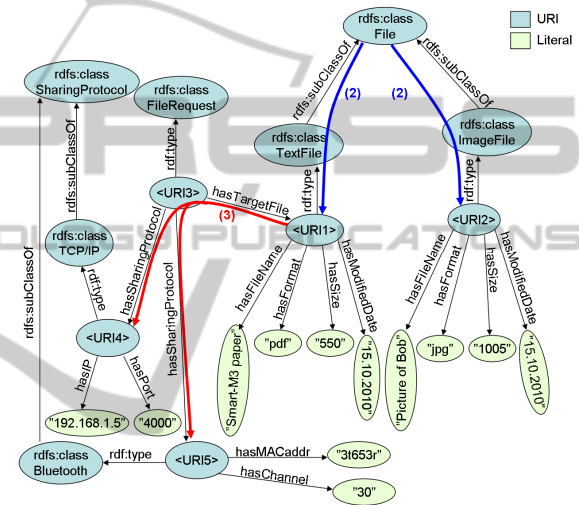 rdfs:class
File
URI
Literal
rdfs:subClassOf
rdfs:subClassOf
(2)
(2)
rdfs:class
SharingProtocol
rdfs:class
FileRequest
rdfs:class
TextFile
rdfs:class
ImageFile
rdfs:subClassOf
rdf:type
rdf:type
rdf:type
<URI3>
hasTargetFile
(3)
<URI1>
<URI2>
rdfs:class
TCP/IP
hasSharingProtocol
hasSharingProtocol
rdfs:subClassOf
hasFileName
hasFormat
hasSize
hasModifiedDate
hasFileName
hasFormat
hasSize
hasModifiedDate
rdf:type
<URI4>
"Smart-M3 paper"
"pdf"
"550"
"15.10.2010"
"Picture of Bob"
"jpg"
"1005"
"15.10.2010"
hasIP
hasPort
"192.168.1.5"
"4000"
rdfs:class
Bluetooth
rdf:type
<URI5>
hasMACaddr
"3t653r"
hasChannel
"30"
PRESS
TECHNOLOGY PUBLICATIONS